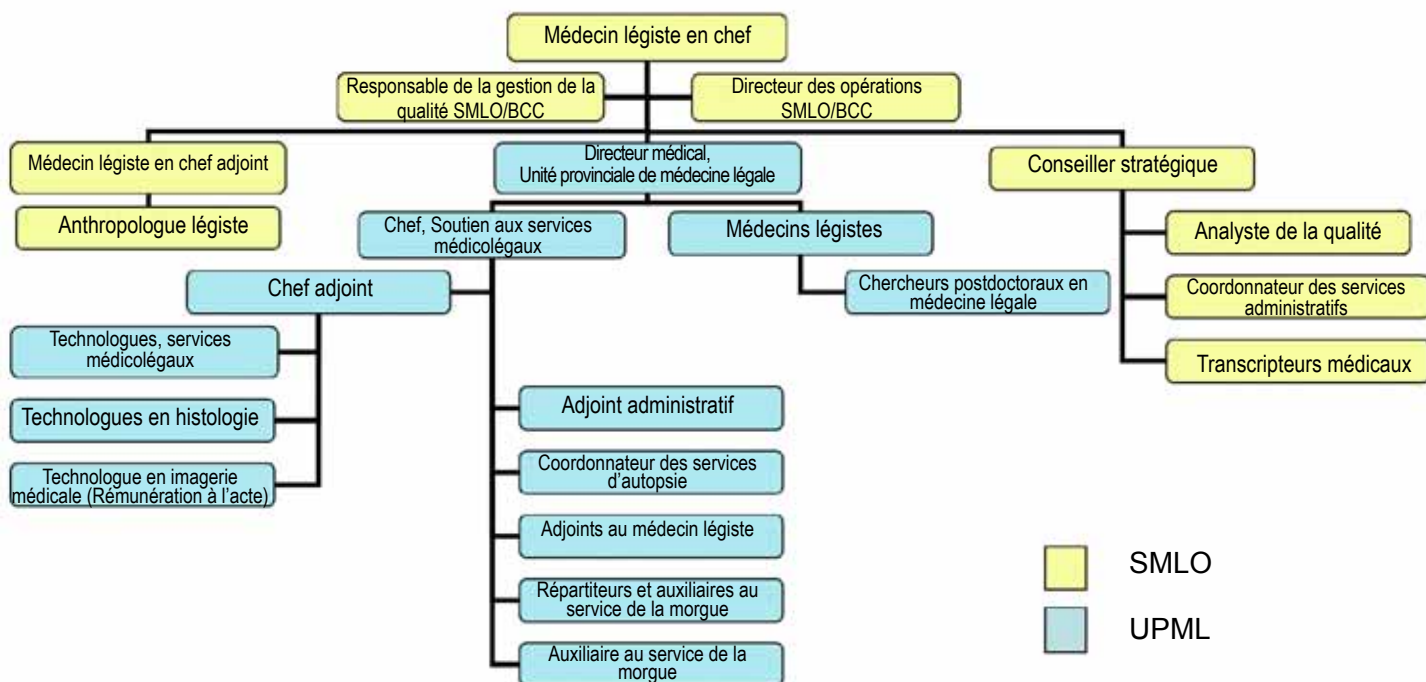 Médecin légiste en chef
Responsable de la gestion de la
qualité SMLO/BCC
Directeur des opérations
SMLO/BCC
Médecin légiste en chef adjoint
Directeur médical,
Unité provinciale de médecine légale
Conseiller stratégique
Anthropologue légiste
Chef, Soutien aux services
médicolégaux
Médecins légistes
Analyste de la qualité
Chef adjoint
Chercheurs postdoctoraux en
médecine légale
Coordonnateur des services
administratifs
Technologues, services
médicolégaux
Transcripteurs médicaux
Technologues en histologie
Adjoint administratif
Technologue en imagerie
médicale (Rémunération à l’acte)
Coordonnateur des services
d’autopsie
Adjoints au médecin légiste
Répartiteurs et auxiliaires au
service de la morgue
Auxiliaire au service de la
morgue
SMLO
UPML